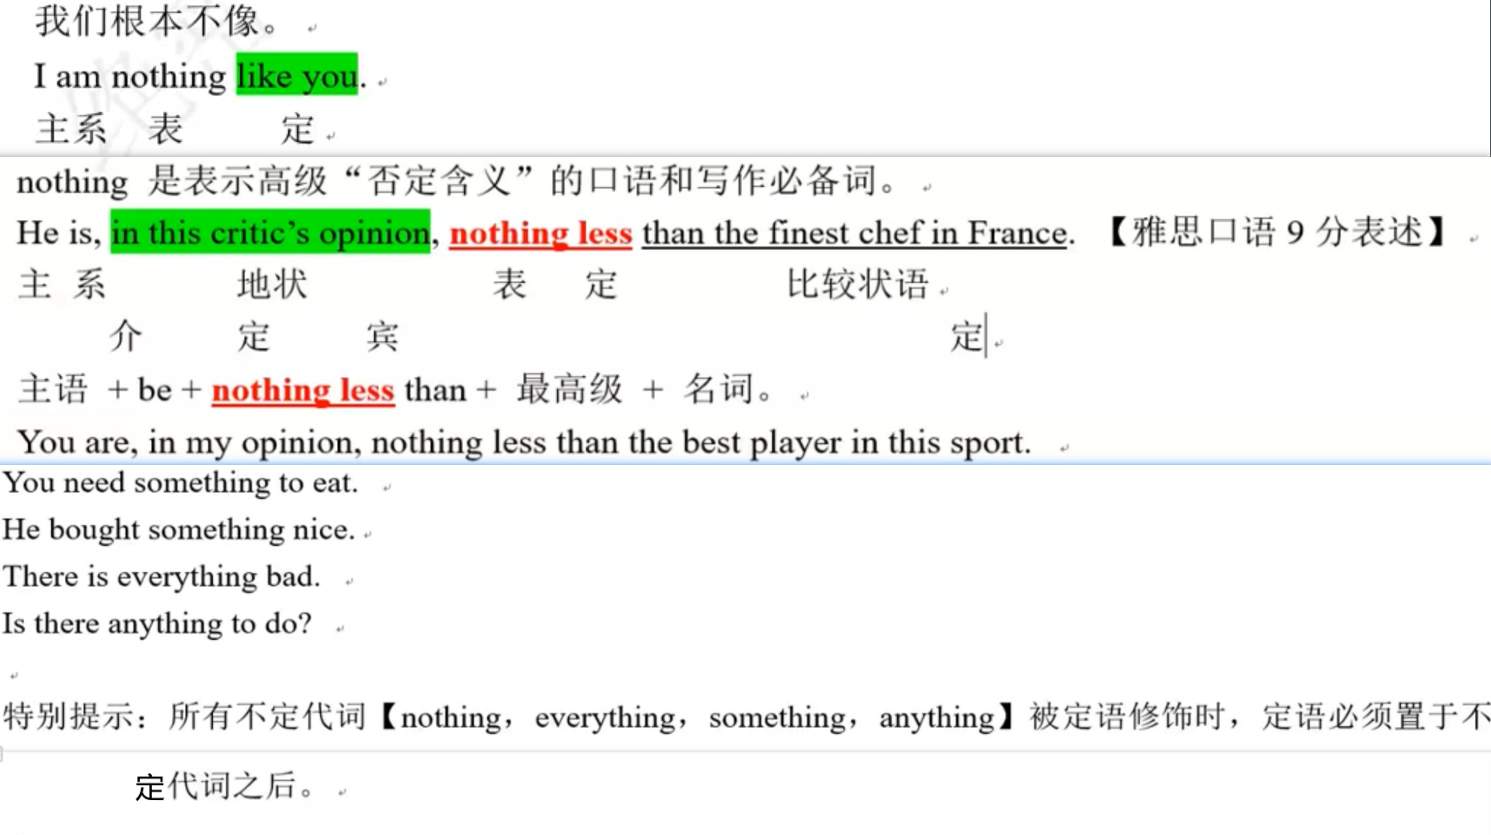 我们根本不像。
I am nothing like you.
主系 表 定
nothing 是表示高级“否定含义”的口语和写作必备词。
He is, in this critic’s opinion, nothing less than the finest chef in France. 【雅思口语 9 分表述】
主 系 地状 表 定 比较状语
介 定 宾 定
主语 + be + nothing less than + 最高级 + 名词。
You are, in my opinion, nothing less than the best player in this sport.
You need something to eat.
He bought something nice.
There is everything bad.
Is there anything to do?
特别提示：所有不定代词【nothing，everything，something，anything】被定语修饰时，定语必须置于不
定代词之后。